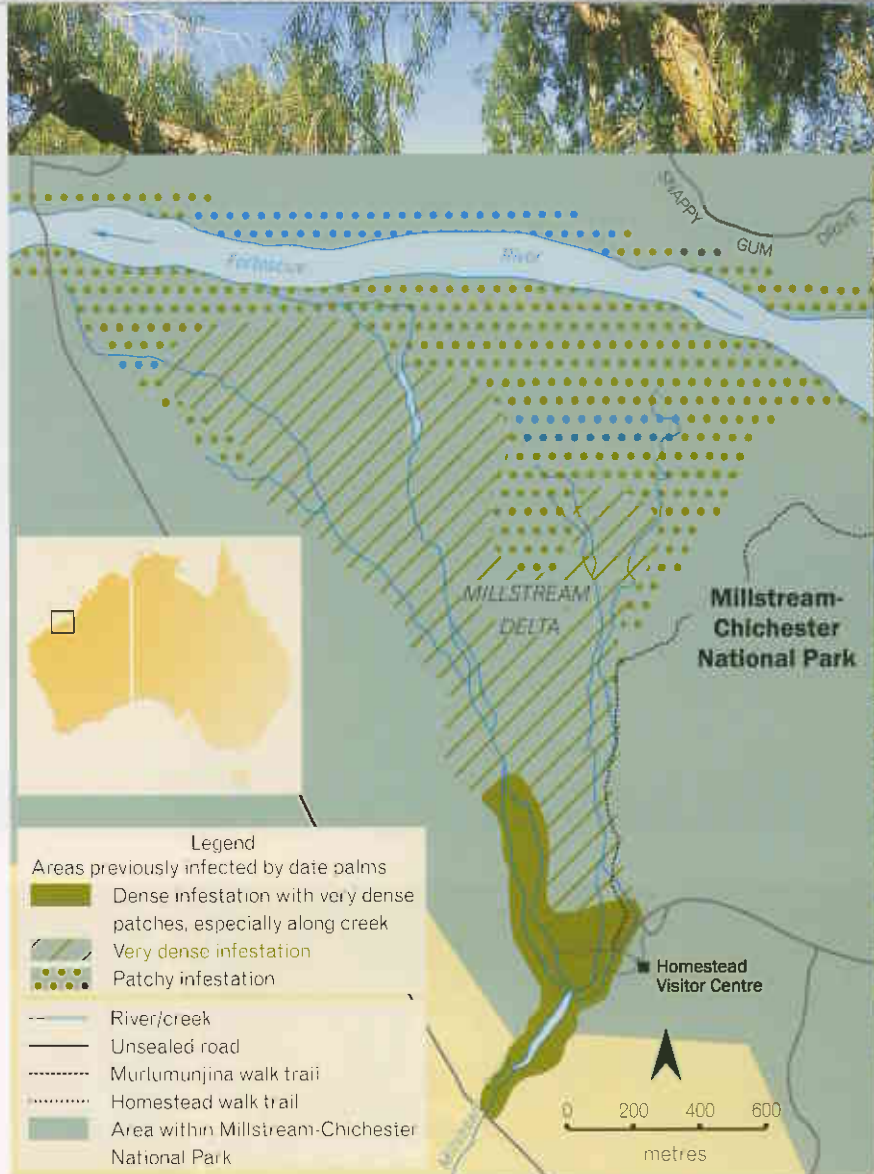 SNAPPY
GUM
DRIVE
Fortescue
River
MILLSTREAM
DELTA
Millstream-
Chichester
National Park
Legend
Areas previously infected by date palms
Dense infestation with very dense
patches, especially along creek
Very dense infestation
Patchy infestation
River/creek
Unsealed road
Murlumunjina walk trail
Homestead walk trail
Area within Millstream-Chichester
National Park
Homestead
Visitor Centre
0 200 400 600
metres